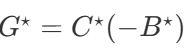 G⋆ = C⋆(−B⋆)